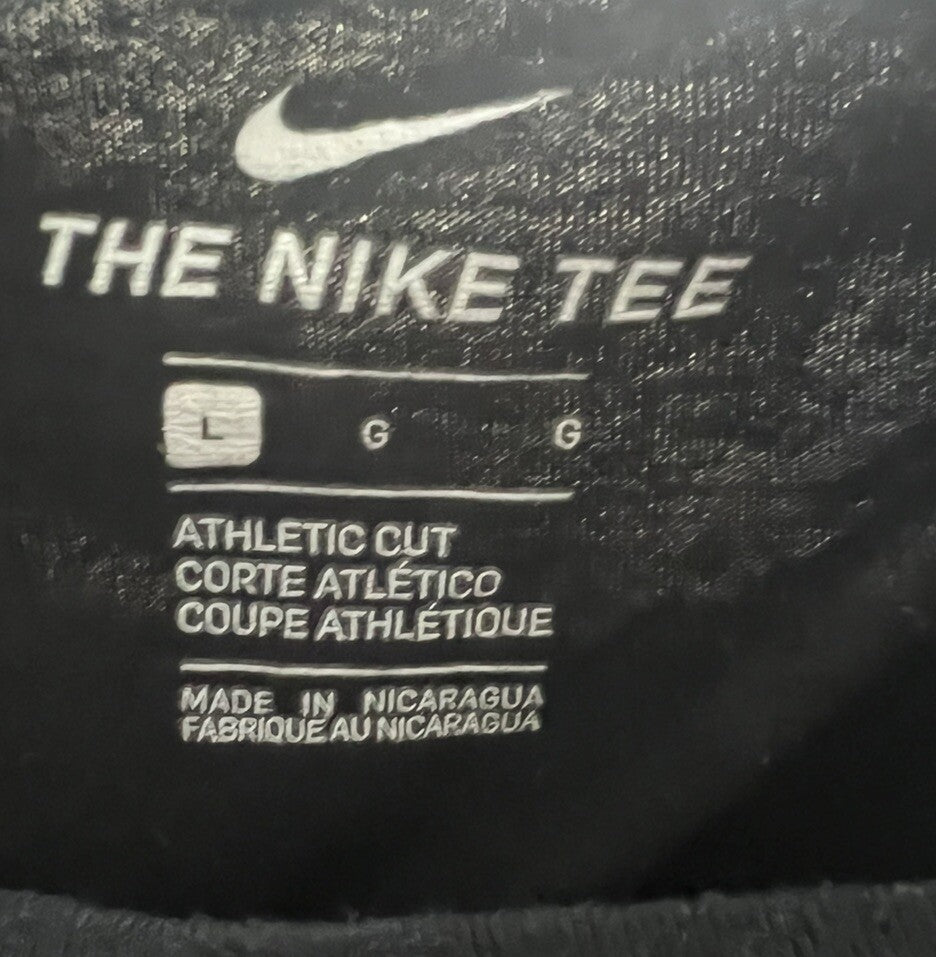 THE NIKE TEE
L G G
ATHLETIC CUT
CORTE ATLÉTICO
COUPE ATHLÉTIQUE
MADE IN NICARAGUA
FABRIQUE AU NICARAGUA